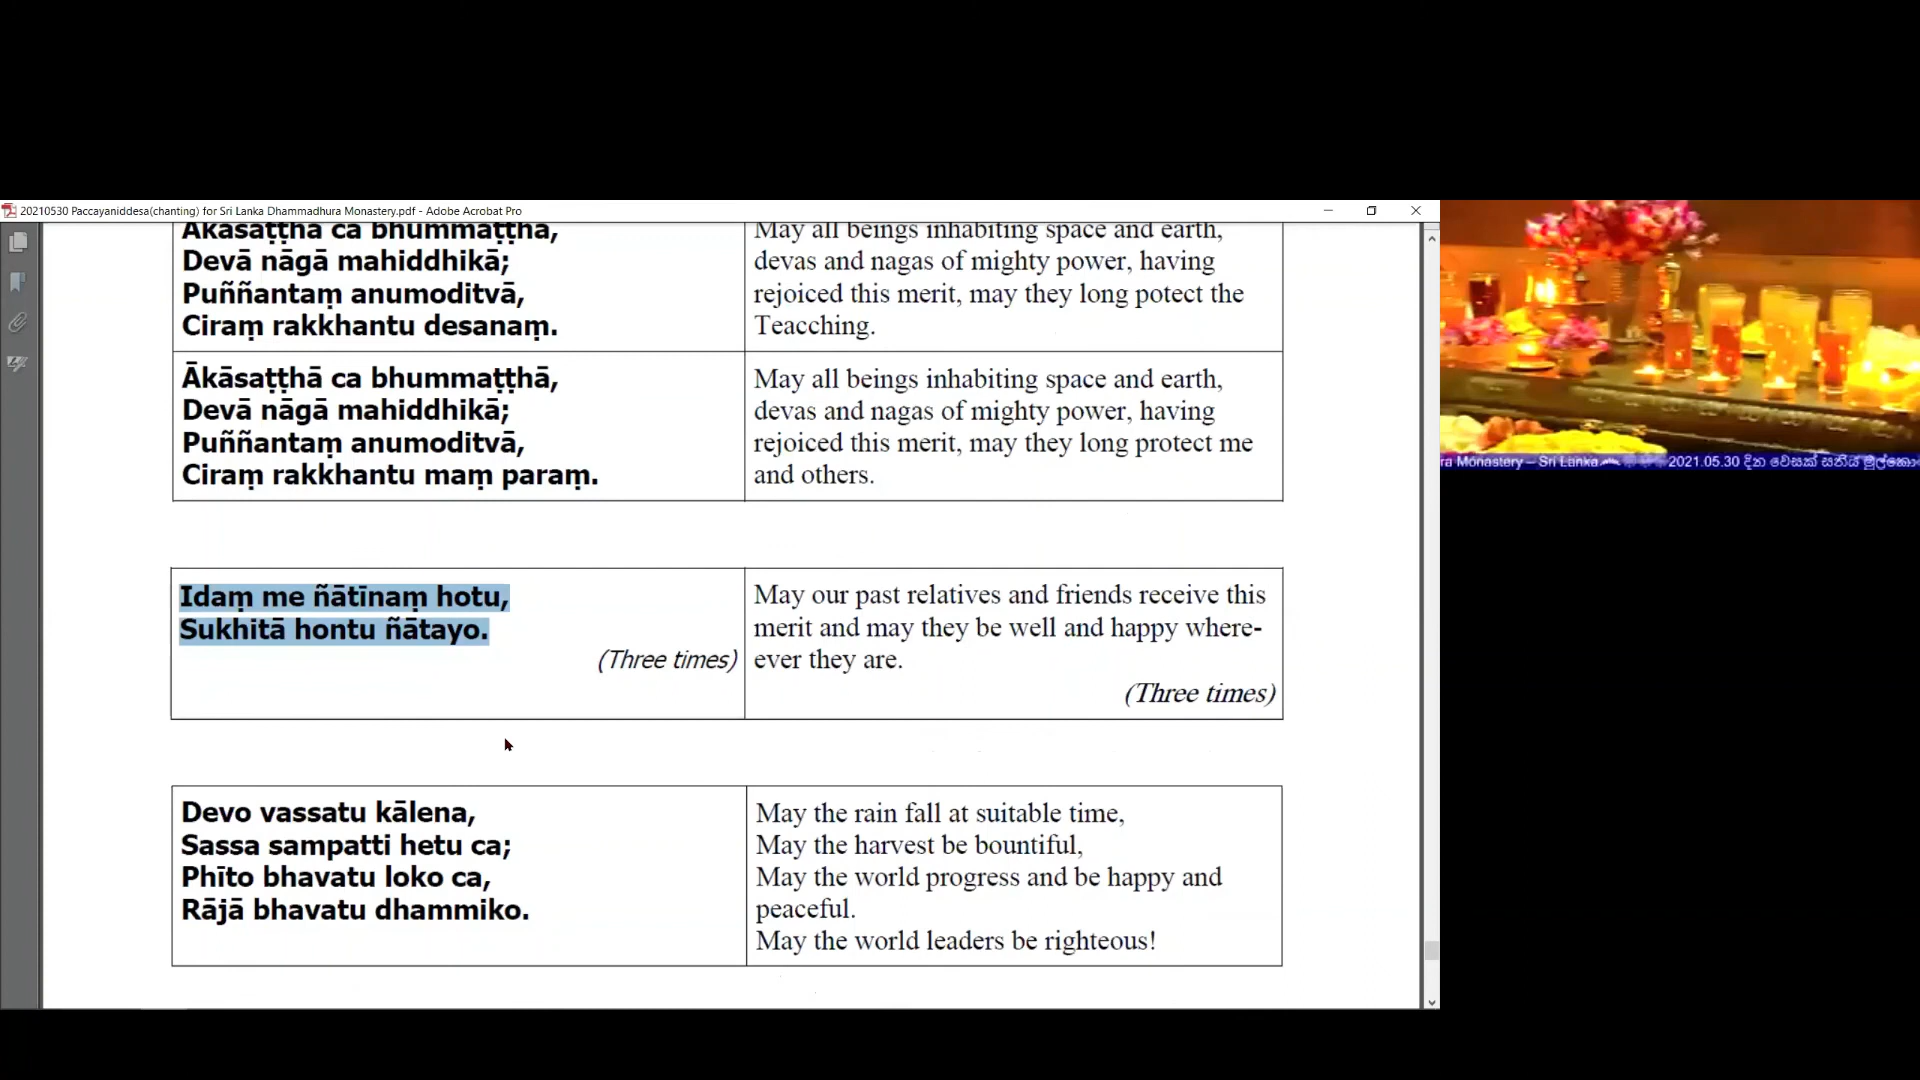 20210530 Paccayaniddesa(chanting) for Sri Lanka Dhammadhura Monastery.pdf - Adobe Acrobat Pro
Ākāsaṭṭhā ca bhummaṭṭhā,
Devā nāgā mahiddhikā;
Puññantaṃ anumoditvā,
Ciraṃ rakkhantu desanaṃ.
May all beings inhabiting space and earth,
devas and nagas of mighty power, having
rejoiced this merit, may they long potect the
Teacching.
Ākāsaṭṭhā ca bhummaṭṭhā,
Devā nāgā mahiddhikā;
Puññantaṃ anumoditvā,
Ciraṃ rakkhantu maṃ paraṃ.
May all beings inhabiting space and earth,
devas and nagas of mighty power, having
rejoiced this merit, may they long protect me
and others.
Idaṃ me ñātīnaṃ hotu,
Sukhitā hontu ñātayo.
(Three times)
May our past relatives and friends receive this
merit and may they be well and happy where-
ever they are.
(Three times)
Devo vassatu kālena,
Sassa sampatti hetu ca;
Phīto bhavatu loko ca,
Rājā bhavatu dhammiko.
May the rain fall at suitable time,
May the harvest be bountiful,
May the world progress and be happy and
peaceful.
May the world leaders be righteous!
ra Monastery – Sri Lanka 2021.05.30 දින වෙසක් සතිය